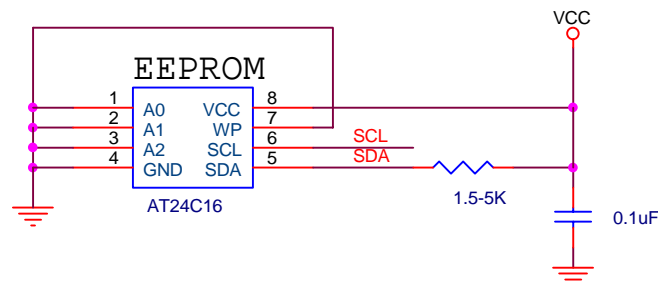 VCC
EEPROM
1 A0 VCC 8
2 A1 WP 7
3 A2 SCL 6 SCL
4 GND SDA 5 SDA
AT24C16
1.5-5K
0.1uF